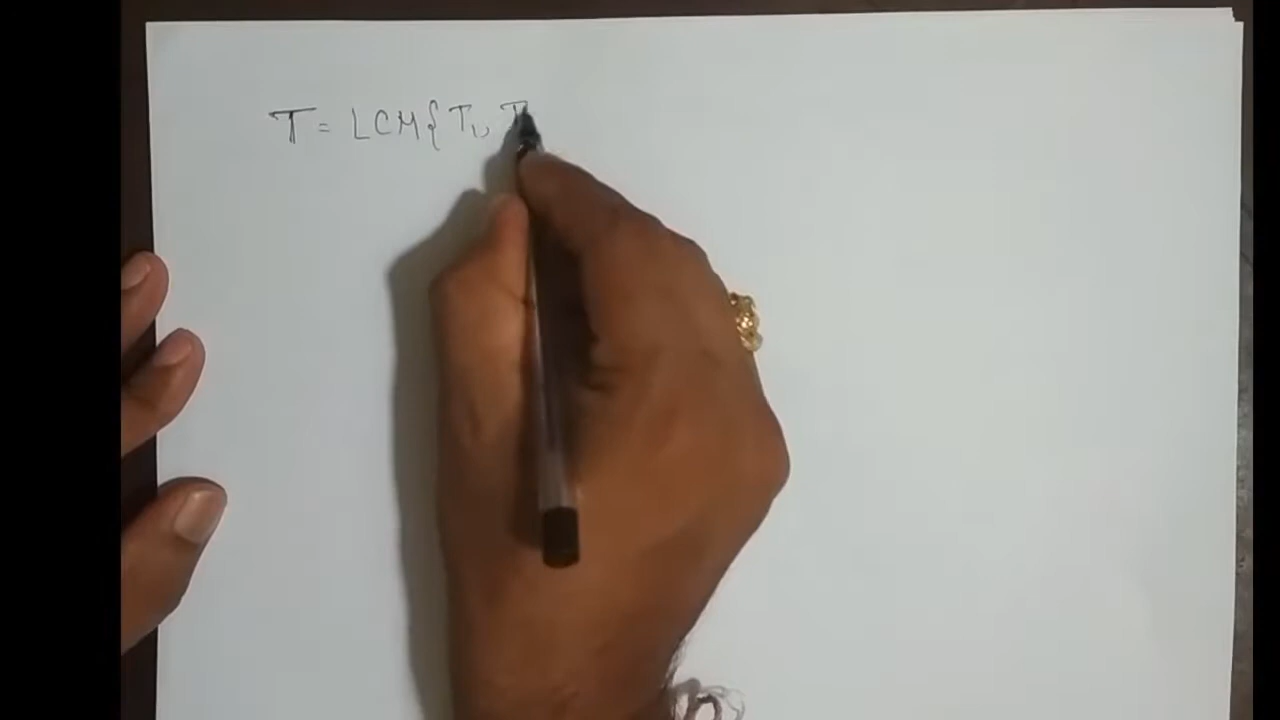 T = LCM{T₁, T